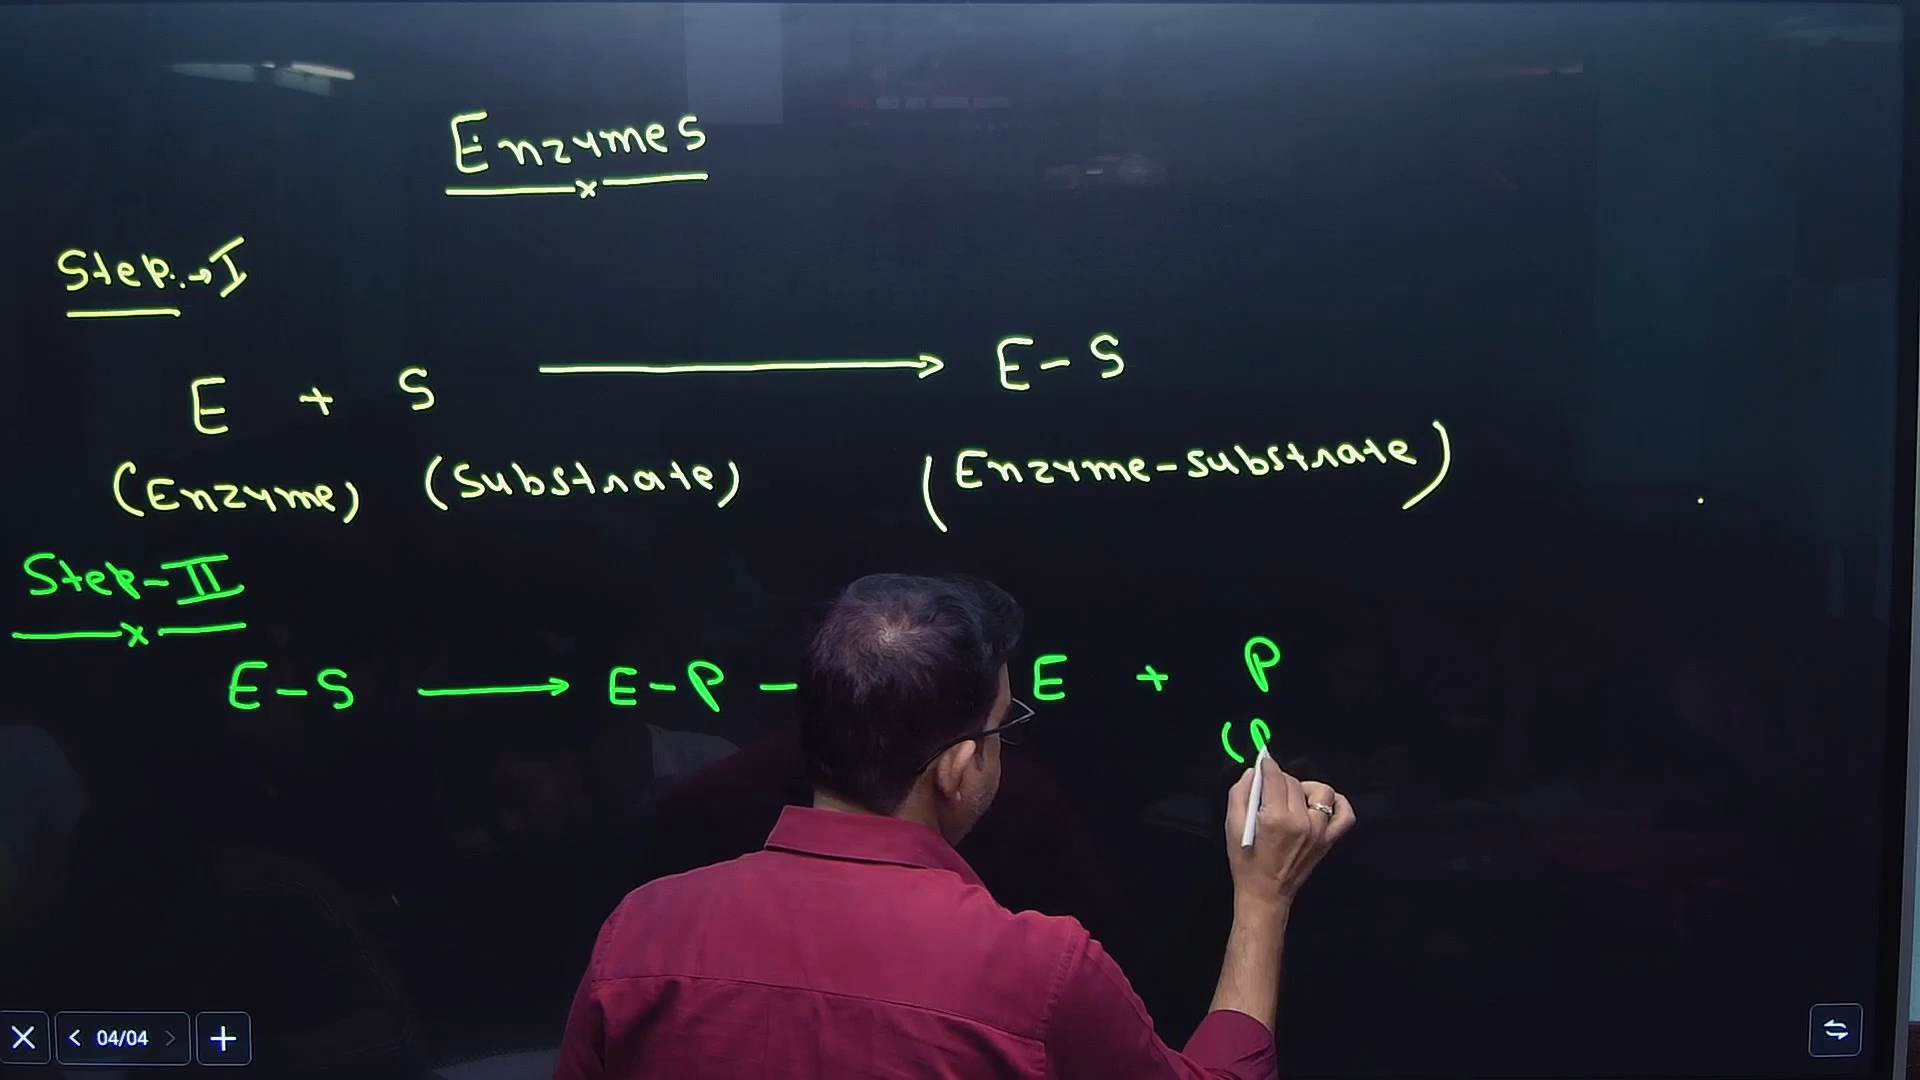 Enzymes
Step → I
E + S ⟶ E - S
(Enzyme) (Substrate) (Enzyme-substrate)
Step-II
E-S ⟶ E-P - E + P
(P
04/04